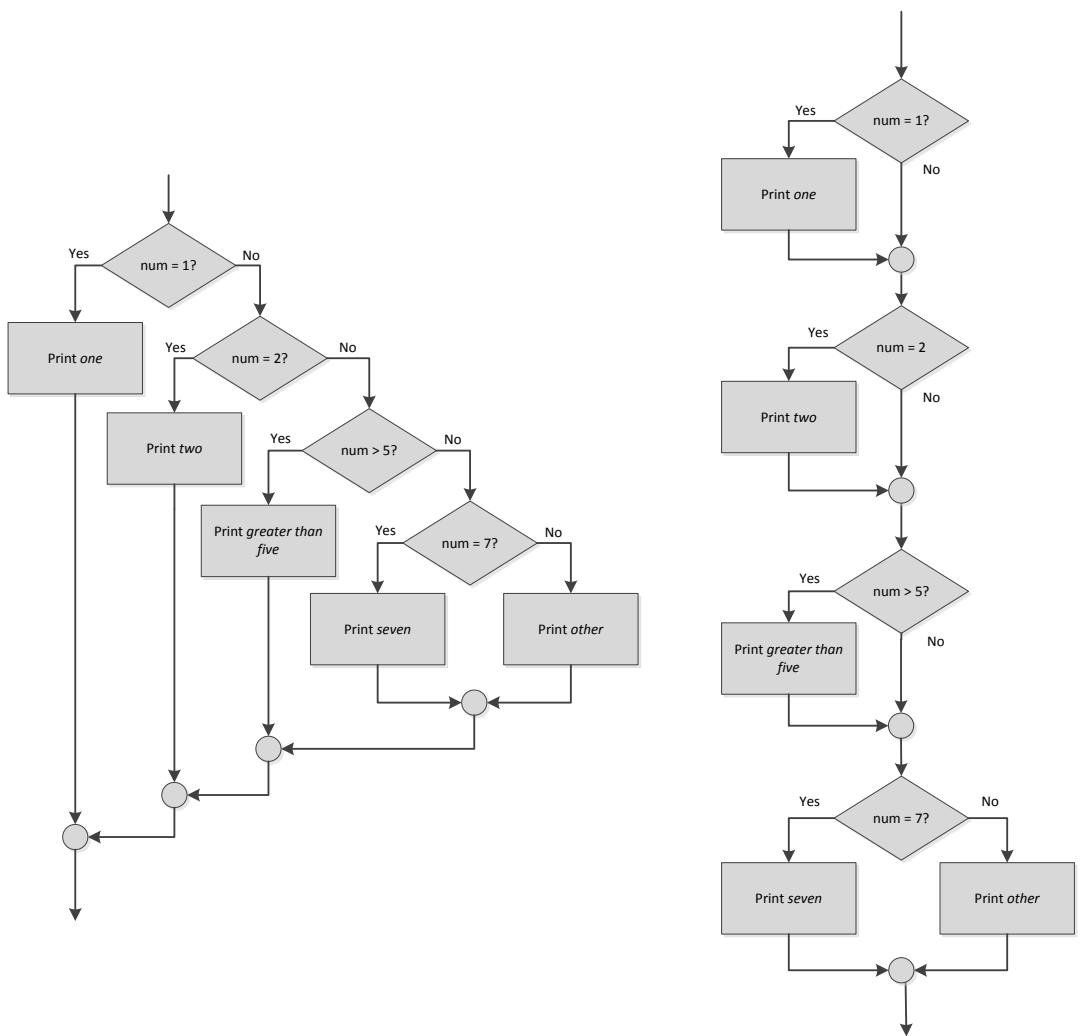 num = 1?
Yes
No
Print one
num = 2?
Yes
No
Print two
num > 5?
Yes
No
Print greater than
five
num = 7?
Yes
No
Print seven
Print other
num = 1?
Yes
No
Print one
num = 2
Yes
No
Print two
num > 5?
Yes
No
Print greater than
five
num = 7?
Yes
No
Print seven
Print other